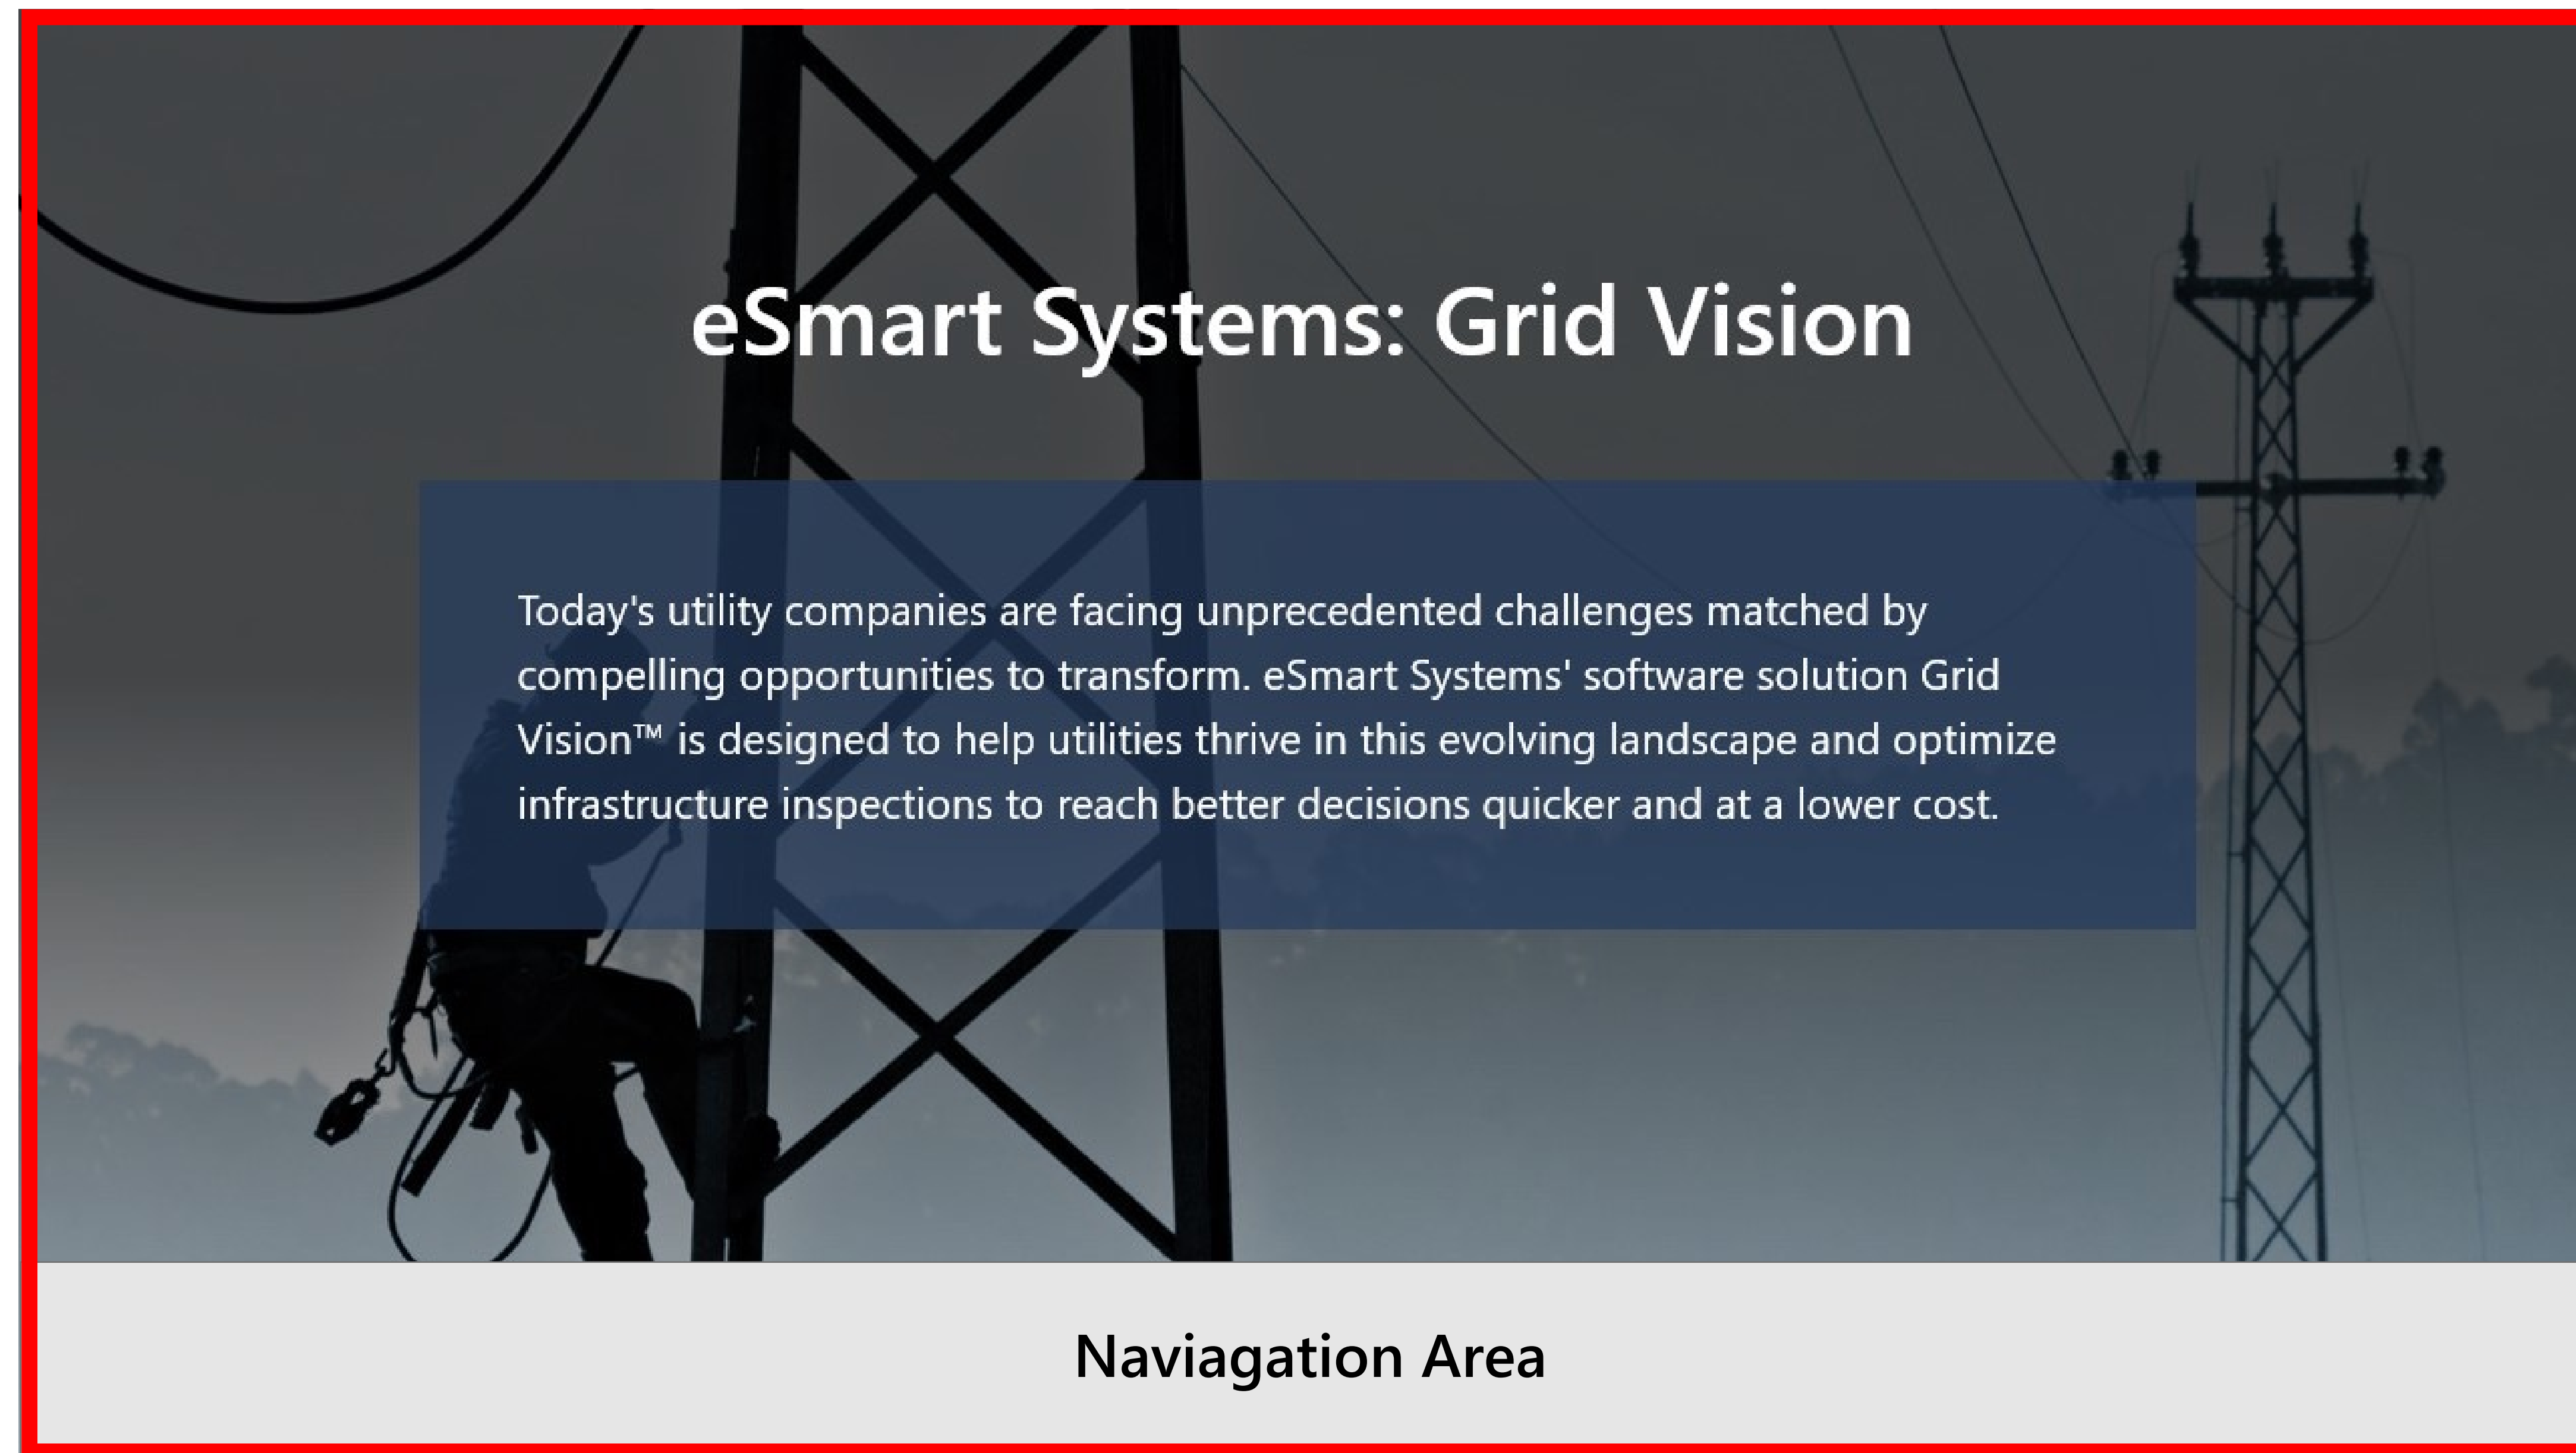 eSmart Systems: Grid Vision
Today's utility companies are facing unprecedented challenges matched by
compelling opportunities to transform. eSmart Systems' software solution Grid
Vision™ is designed to help utilities thrive in this evolving landscape and optimize
infrastructure inspections to reach better decisions quicker and at a lower cost.
Naviagation Area